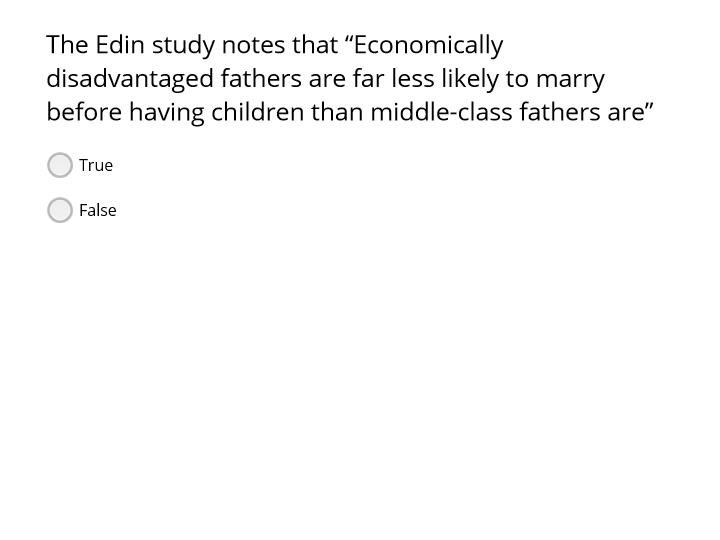 The Edin study notes that “Economically
disadvantaged fathers are far less likely to marry
before having children than middle-class fathers are”
True
False